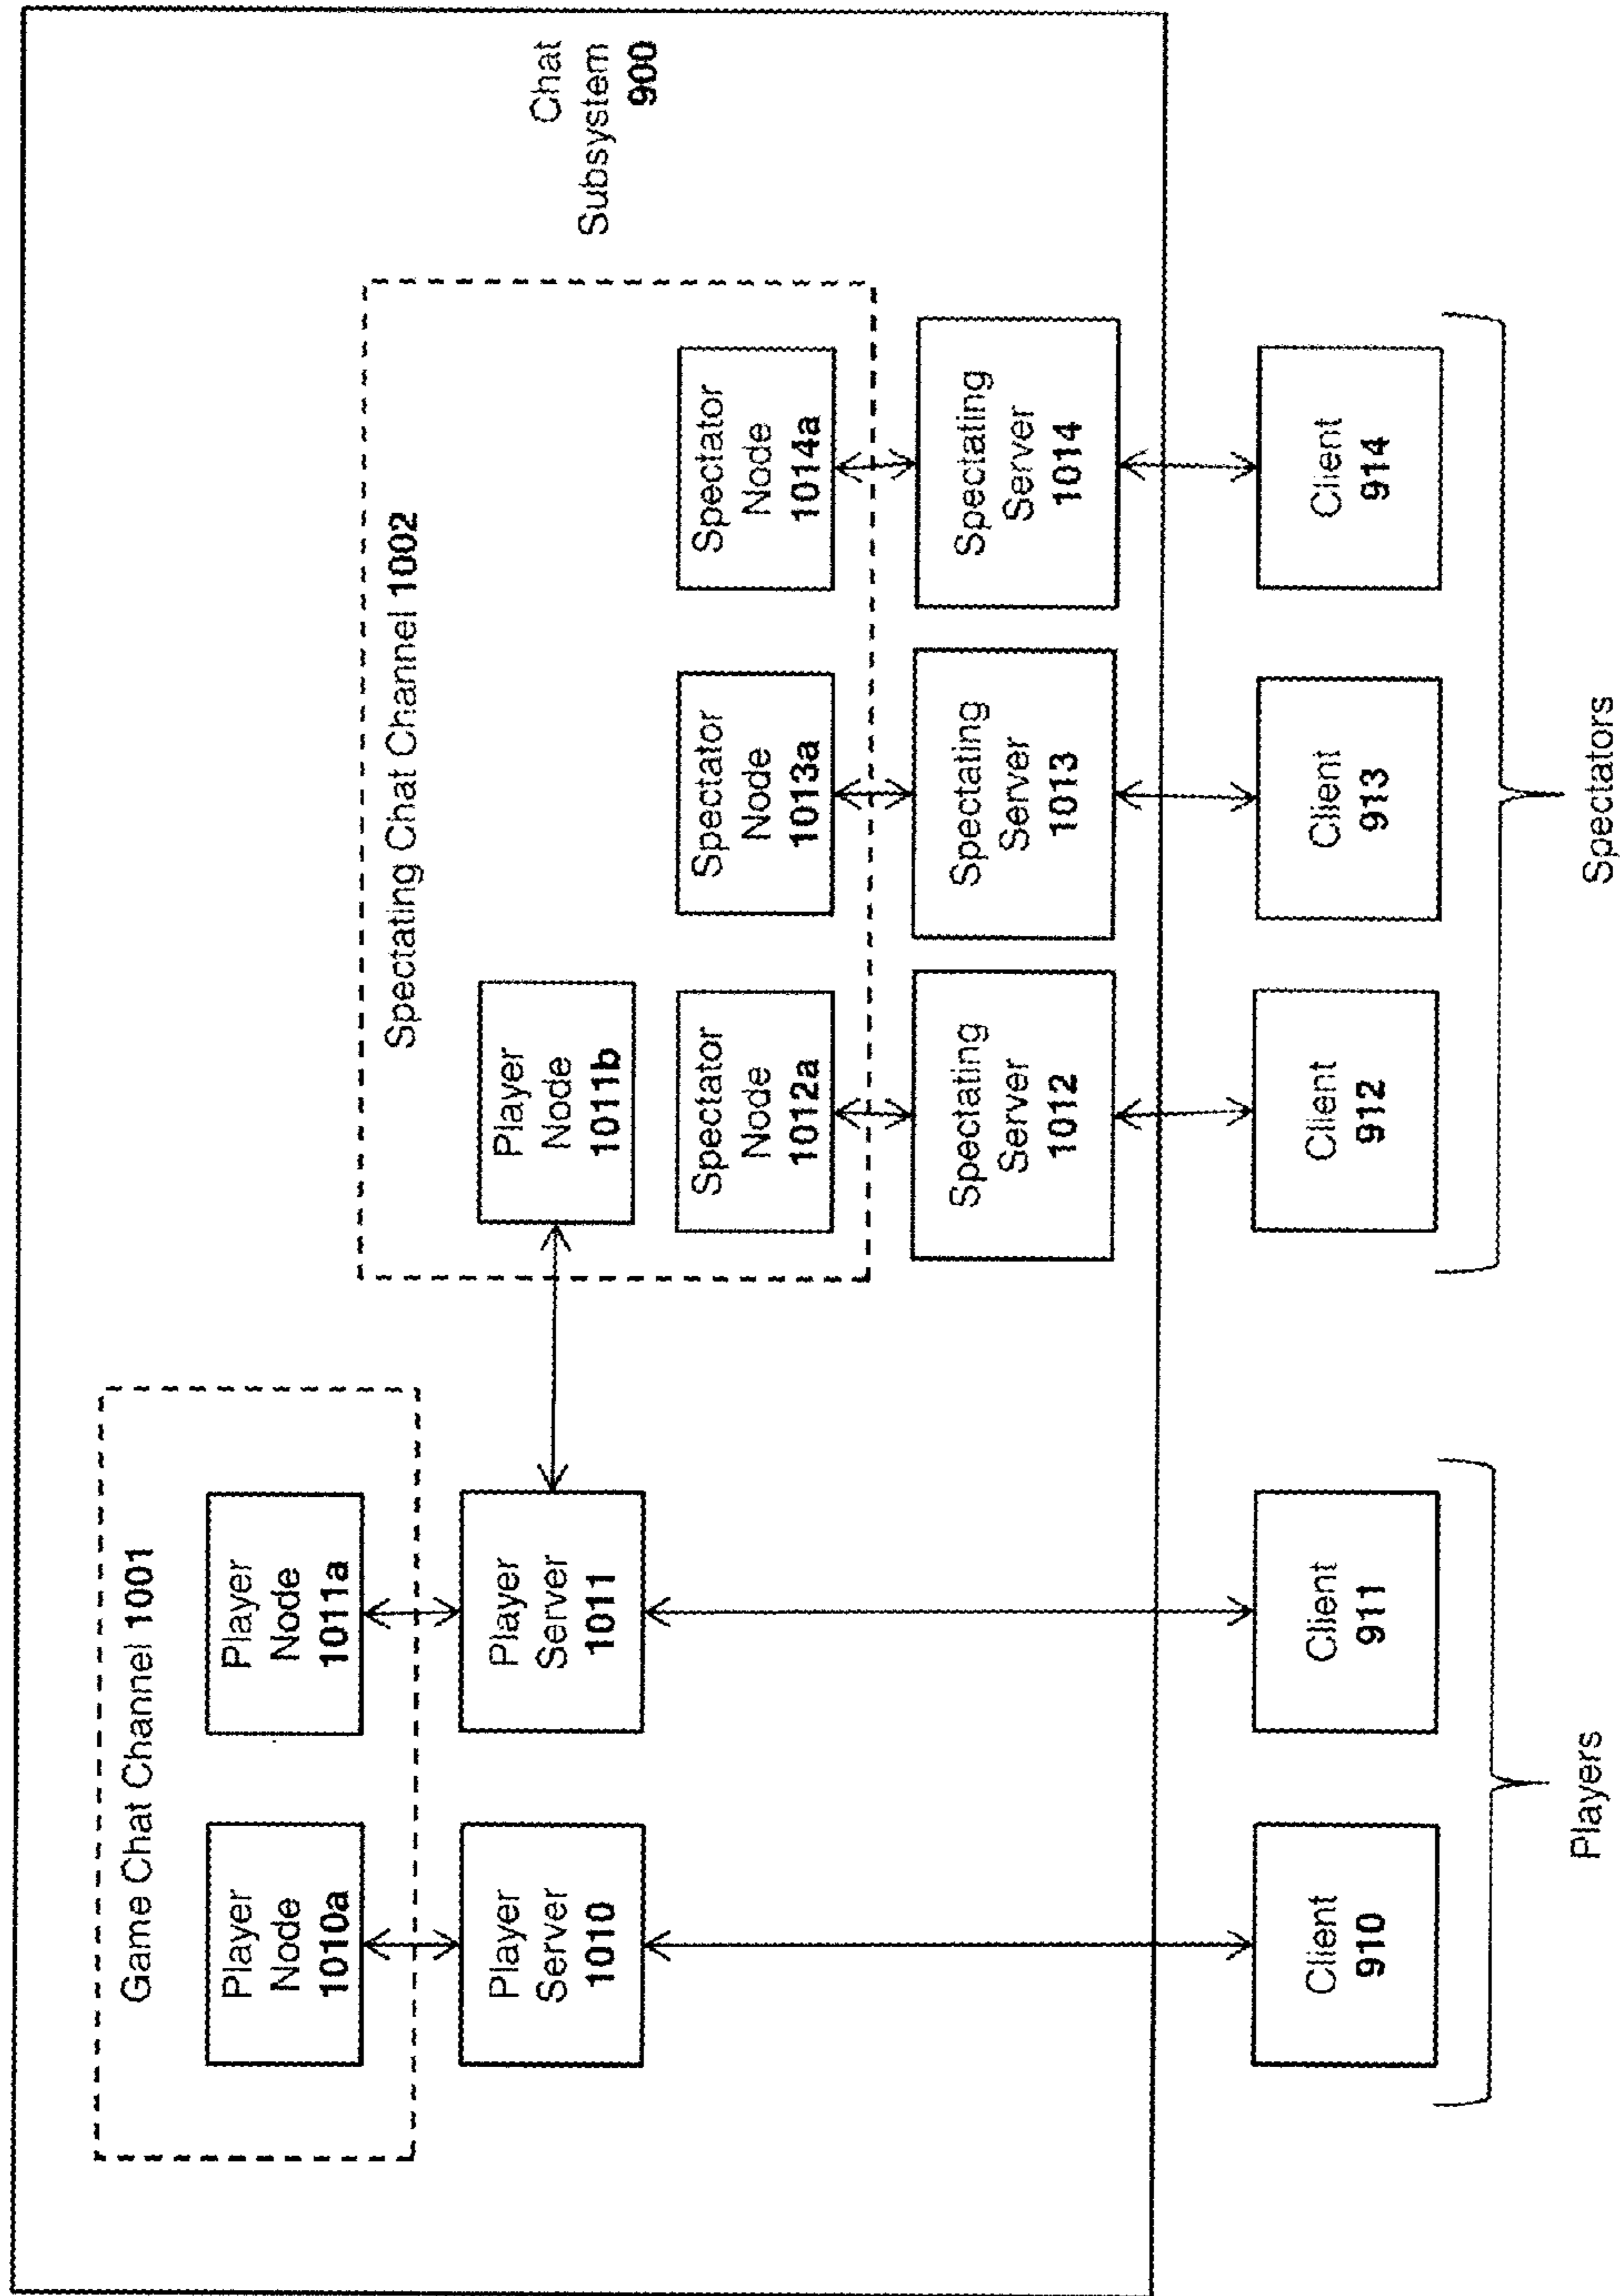 Game Chat Channel 1001
Player
Node
1010a
Player
Node
1011a
Player
Server
1010
Player
Server
1011
Spectating Chat Channel 1002
Player
Node
1011b
Spectator
Node
1012a
Spectator
Node
1013a
Spectator
Node
1014a
Spectating
Server
1012
Spectating
Server
1013
Spectating
Server
1014
Chat
Subsystem
900
Client
910
Client
911
Client
912
Client
913
Client
914
Players
Spectators